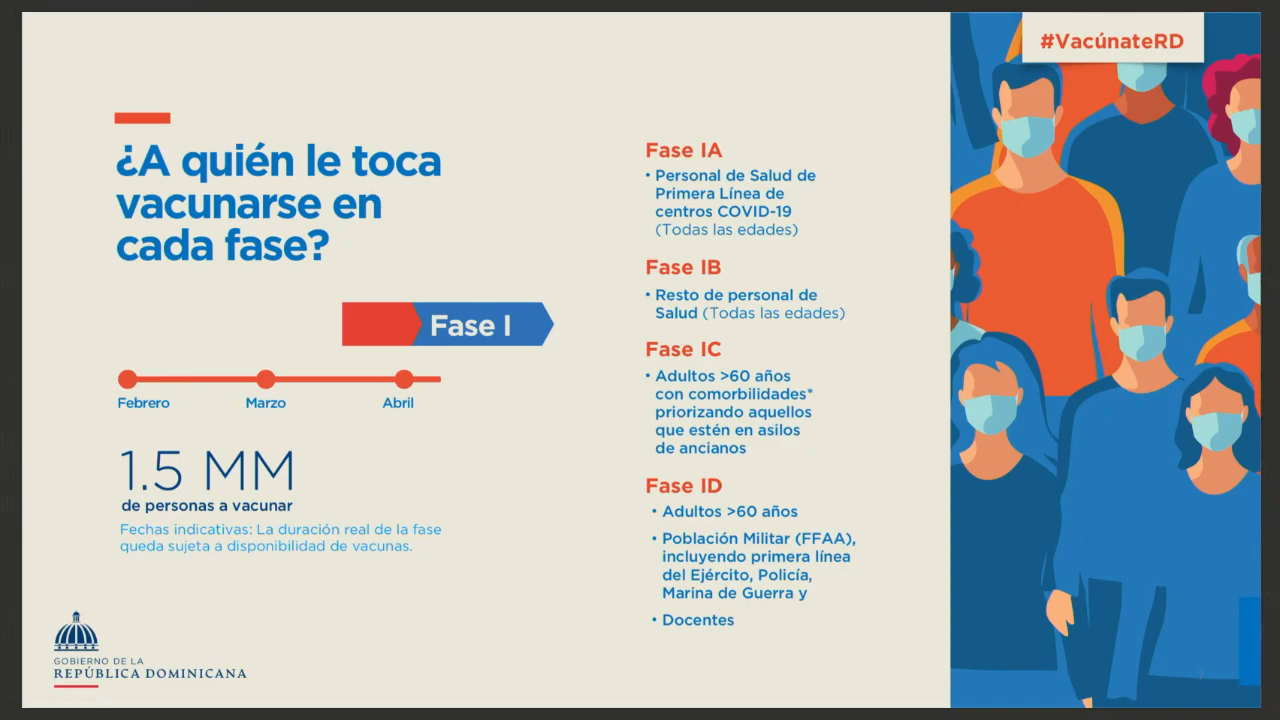 #VacúnateRD
¿A quién le toca
vacunarse en
cada fase?
Fase I
Febrero
Marzo
Abril
1.5 MM
de personas a vacunar
Fechas indicativas: La duración real de la fase
queda sujeta a disponibilidad de vacunas.
GOBIERNO DE LA
REPÚBLICA DOMINICANA
Fase IA
• Personal de Salud de
Primera Línea de
centros COVID-19
(Todas las edades)
Fase IB
• Resto de personal de
Salud (Todas las edades)
Fase IC
• Adultos >60 años
con comorbilidades*
priorizando aquellos
que estén en asilos
de ancianos
Fase ID
• Adultos >60 años
• Población Militar (FFAA),
incluyendo primera línea
del Ejército, Policía,
Marina de Guerra y
• Docentes